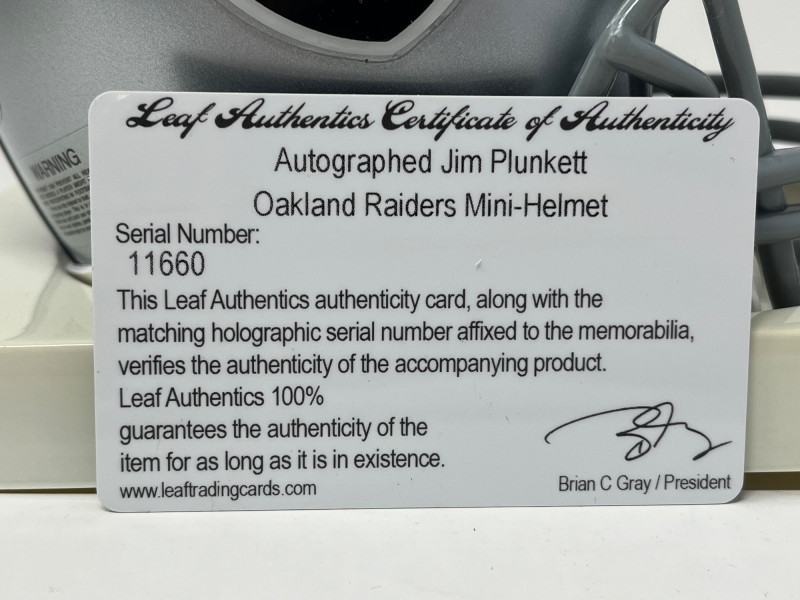 Leaf Authentics Certificate of Authenticity
Autographed Jim Plunkett
Oakland Raiders Mini-Helmet
Serial Number:
11660
This Leaf Authentics authenticity card, along with the
matching holographic serial number affixed to the memorabilia,
verifies the authenticity of the accompanying product.
Leaf Authentics 100%
guarantees the authenticity of the
item for as long as it is in existence.
www.leaftradingcards.com
Brian C Gray / President
WARNING